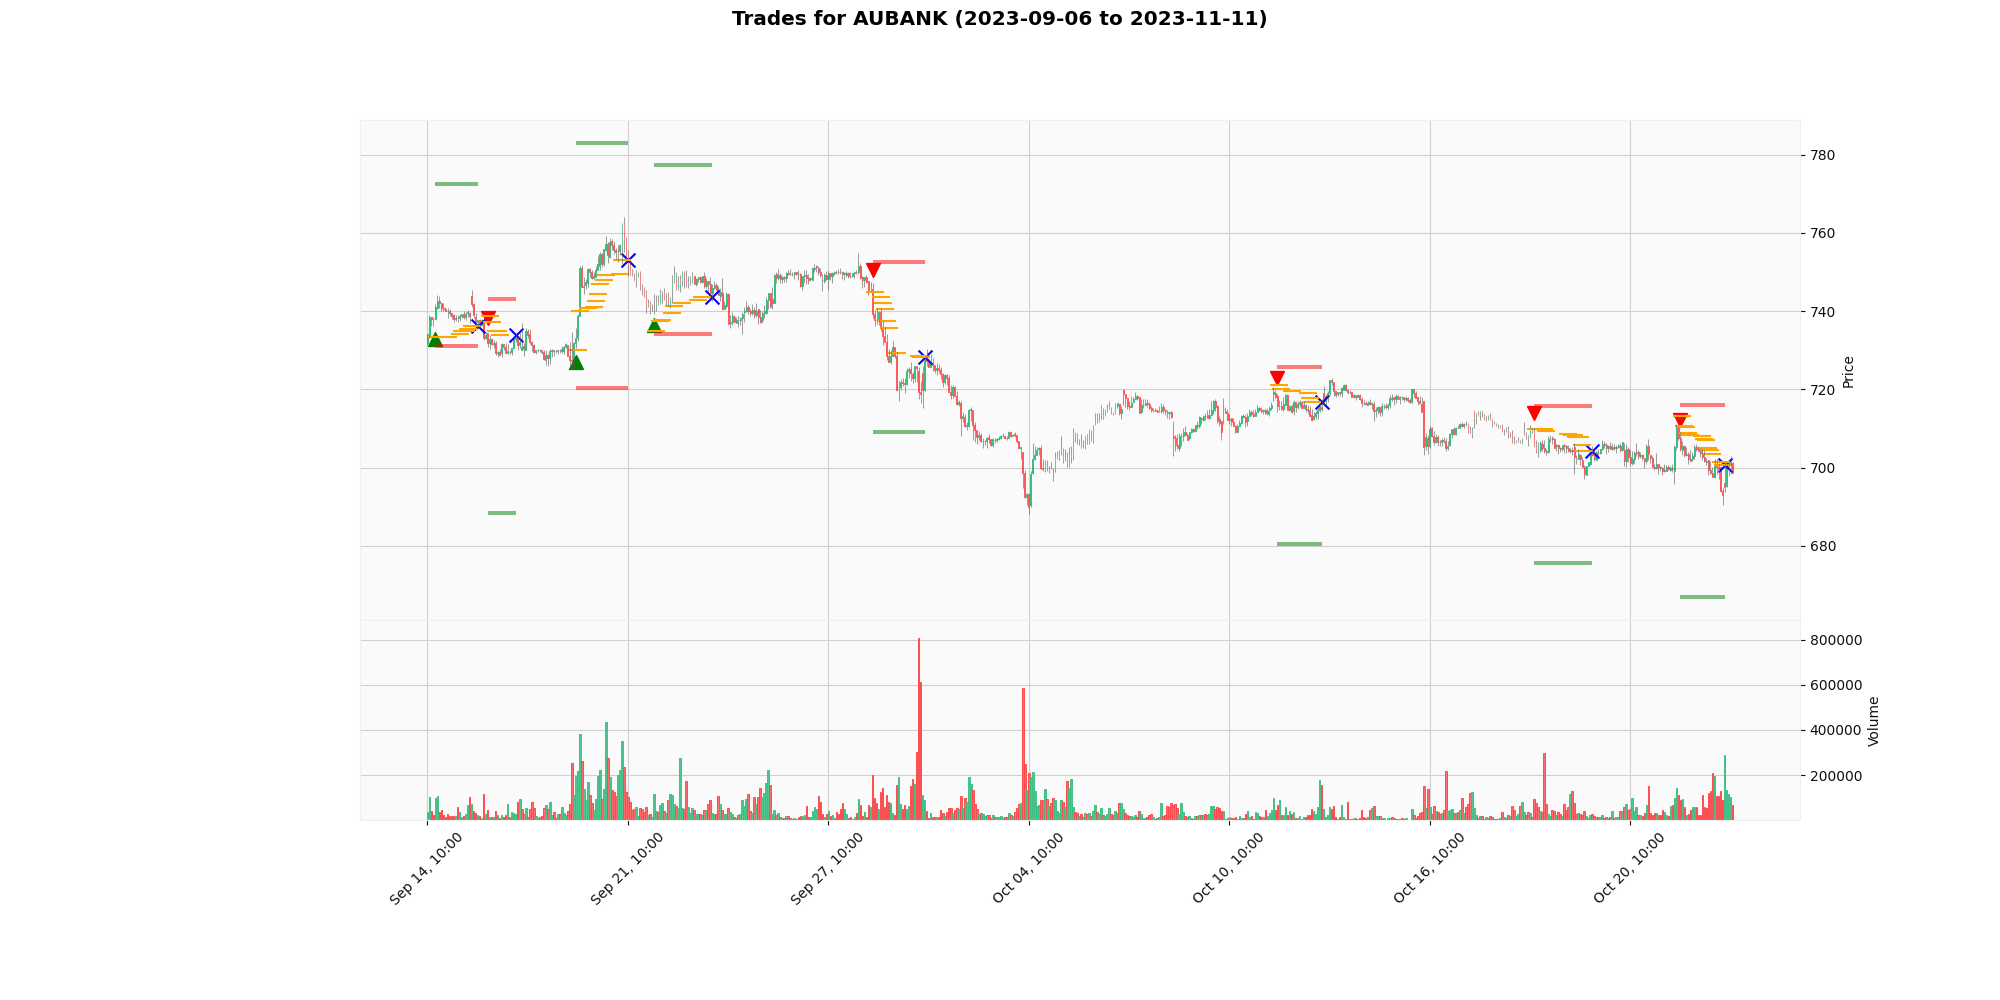 Trades for AUBANK (2023-09-06 to 2023-11-11)
780
760
740
720
700
680
Price
800000
600000
400000
200000
Volume
Sep 14, 10:00
Sep 21, 10:00
Sep 27, 10:00
Oct 04, 10:00
Oct 10, 10:00
Oct 16, 10:00
Oct 20, 10:00